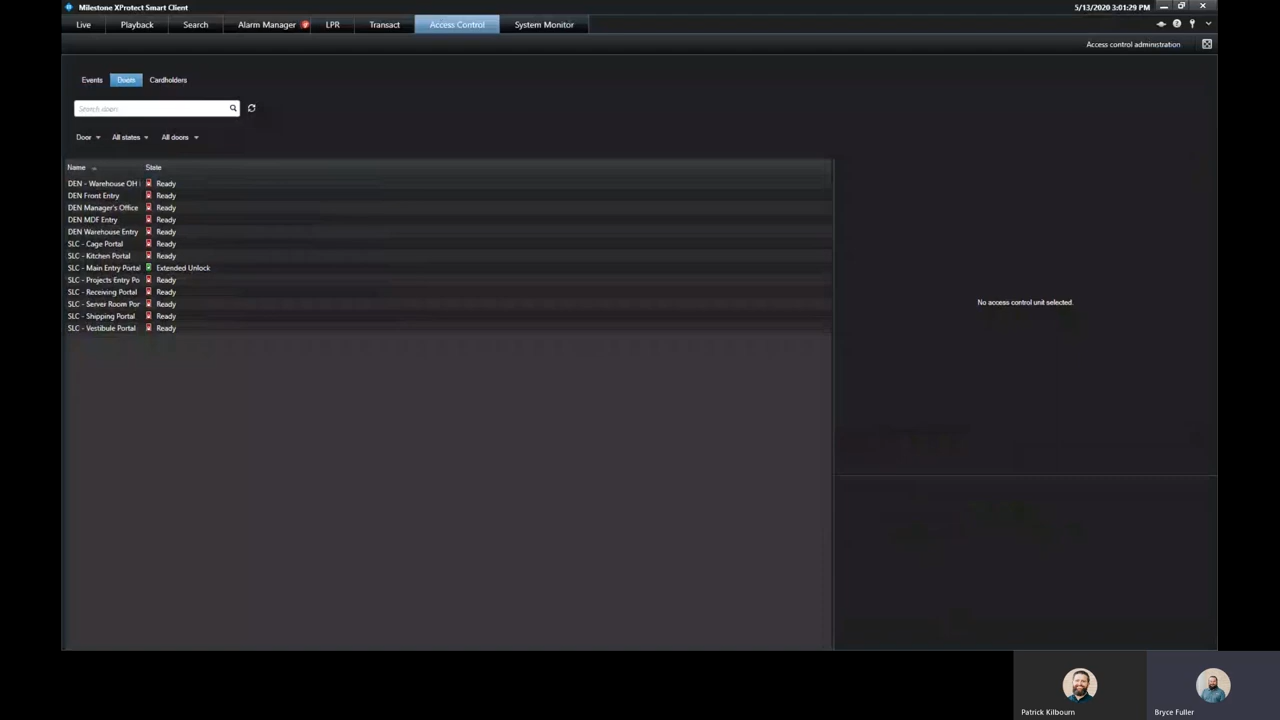 Milestone XProtect Smart Client
5/13/2020 3:01:29 PM
Live
Playback
Search
Alarm Manager
LPR
Transact
Access Control
System Monitor
Access control administration
Events
Doors
Cardholders
Search doors
Door
All states
All doors
Name
State
DEN - Warehouse OH Ready
DEN Front Entry Ready
DEN Manager's Office Ready
DEN MDF Entry Ready
DEN Warehouse Entry Ready
SLC - Cage Portal Ready
SLC - Kitchen Portal Ready
SLC - Main Entry Portal Extended Unlock
SLC - Projects Entry Po Ready
SLC - Receiving Portal Ready
SLC - Server Room Por Ready
SLC - Shipping Portal Ready
SLC - Vestibule Portal Ready
No access control unit selected.
Patrick Kilbourn
Bryce Fuller